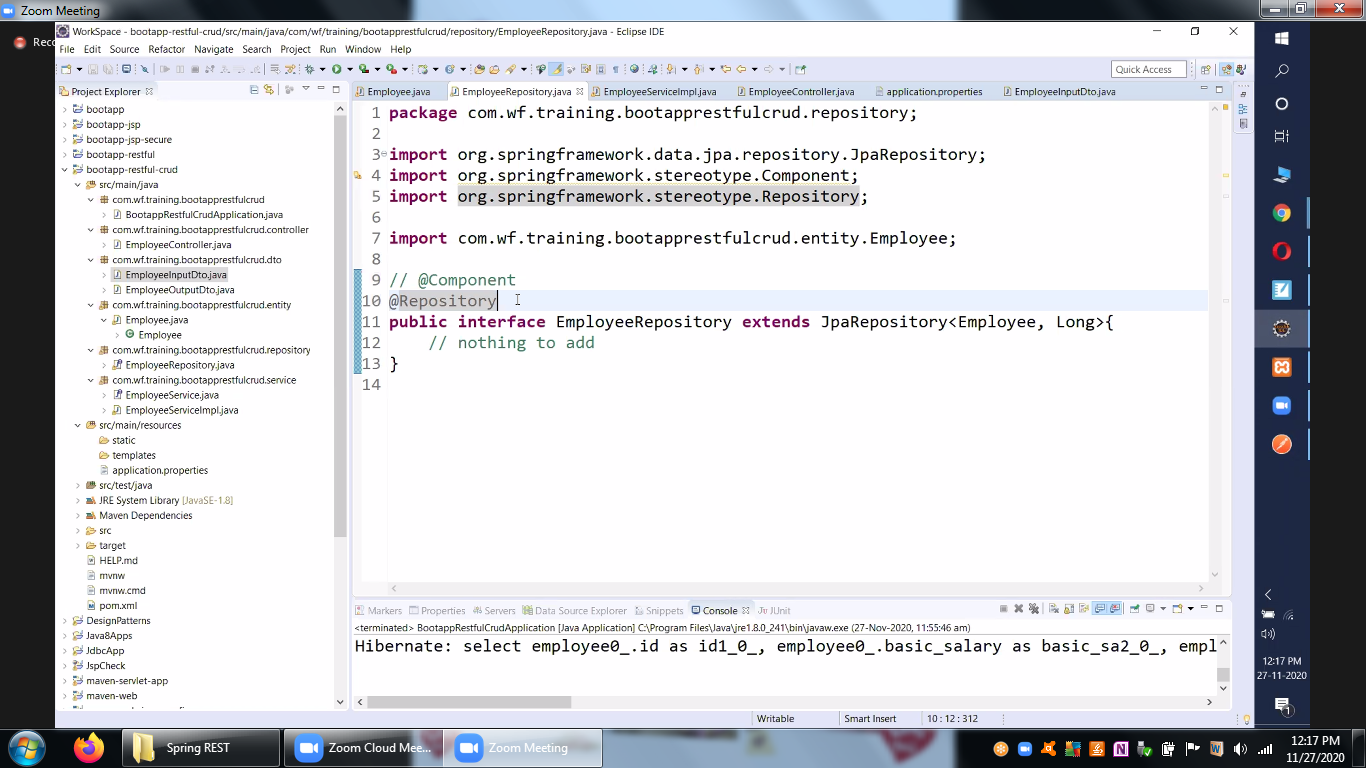 Zoom Meeting
Reco
WorkSpace - bootapp-restful-crud/src/main/java/com/wf/training/bootapprestfulcrud/repository/EmployeeRepository.java - Eclipse IDE
File Edit Source Refactor Navigate Search Project Run Window Help
Quick Access
Project Explorer
Employee.java EmployeeRepository.java EmployeeServiceImpl.java EmployeeController.java application.properties EmployeeInputDto.java
bootapp
bootapp-jsp
bootapp-jsp-secure
bootapp-restful
bootapp-restful-crud
src/main/java
com.wf.training.bootapprestfulcrud
BootappRestfulCrudApplication.java
com.wf.training.bootapprestfulcrud.controller
EmployeeController.java
com.wf.training.bootapprestfulcrud.dto
EmployeeInputDto.java
EmployeeOutputDto.java
com.wf.training.bootapprestfulcrud.entity
Employee.java
Employee
com.wf.training.bootapprestfulcrud.repository
EmployeeRepository.java
com.wf.training.bootapprestfulcrud.service
EmployeeService.java
EmployeeServiceImpl.java
src/main/resources
static
templates
application.properties
src/test/java
JRE System Library [JavaSE-1.8]
Maven Dependencies
src
target
HELP.md
mvnw
mvnw.cmd
pom.xml
DesignPatterns
Java8Apps
JdbcApp
JspCheck
maven-servlet-app
maven-web
1 package com.wf.training.bootapprestfulcrud.repository;
2
3 import org.springframework.data.jpa.repository.JpaRepository;
4 import org.springframework.stereotype.Component;
5 import org.springframework.stereotype.Repository;
6
7 import com.wf.training.bootapprestfulcrud.entity.Employee;
8
9 // @Component
10 @Repository
11 public interface EmployeeRepository extends JpaRepository<Employee, Long>{
12 // nothing to add
13 }
14
Markers Properties Servers Data Source Explorer Snippets Console JUnit
<terminated> BootappRestfulCrudApplication [Java Application] C:\Program Files\Java\jre1.8.0_241\bin\javaw.exe (27-Nov-2020, 11:55:46 am)
Hibernate: select employee0_.id as id1_0_, employee0_.basic_salary as basic_sa2_0_, empl
Writable Smart Insert 10 : 12 : 312
12:17 PM
27-11-2020
1
Spring REST Zoom Cloud Mee... Zoom Meeting
12:17 PM
11/27/2020